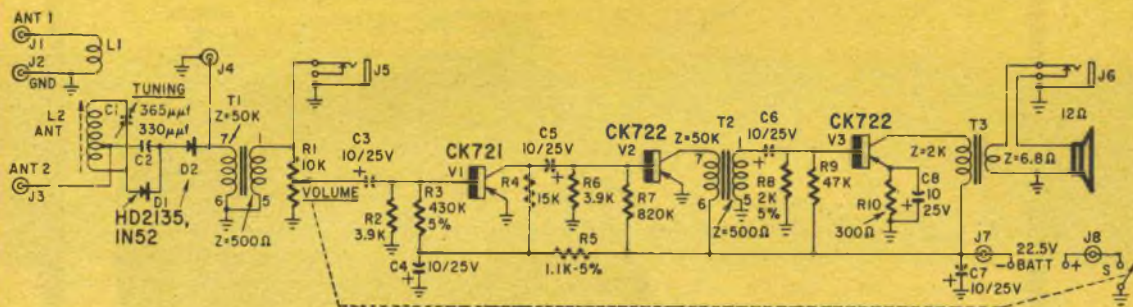 ANT 1
J1
L1
J2
GND
TUNING
C1
365μμf
330μμf
C2
L2
ANT
ANT 2
J3
D1
D2
HD2135,
IN52
J4
T1
Z=50K
7
1
6
5
Z=500Ω
R1
10K
VOLUME
J5
C3
10/25V
+
R2
3.9K
R3
430K
5%
C4
+
10/25V
CK721
V1
R4
15K
C5
10/25V
+
R6
3.9K
R5
1.1K-5%
CK722
V2
R7
820K
Z=50K
T2
7
1
6
5
Z=500Ω
C6
10/25V
+
R8
2K
5%
R9
47K
CK722
V3
R10
300Ω
C8
10
25V
+
Z=2K
T3
Z=6.8Ω
J6
12Ω
J7
22.5V
- BATT +
J8
S
C7
+
10/25V